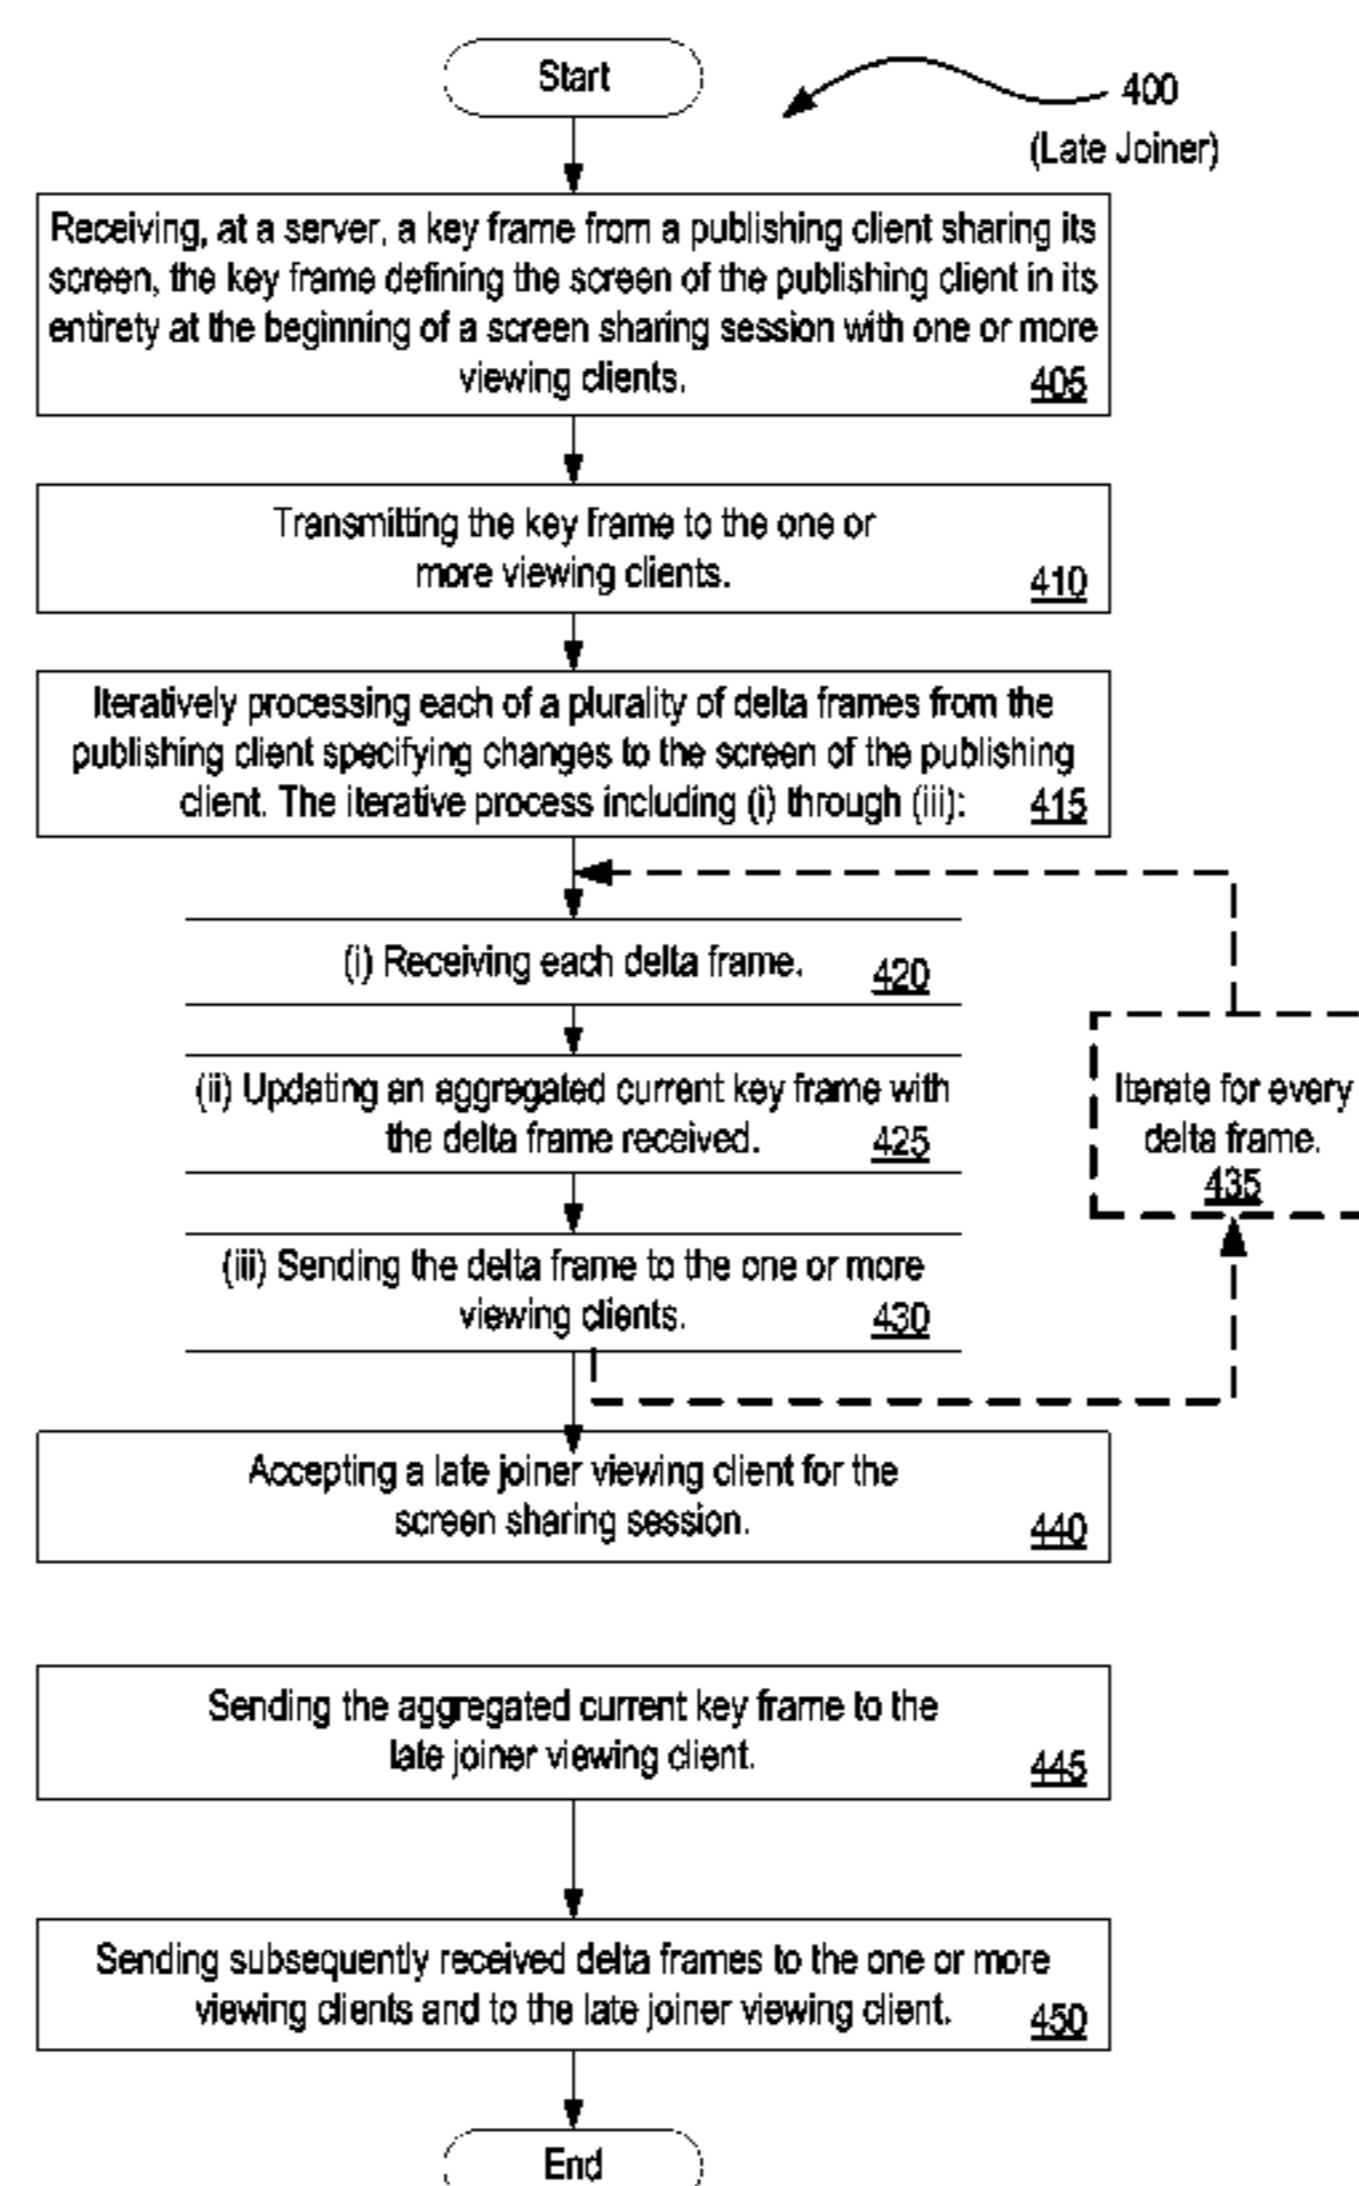 Start
400
(Late Joiner)
Receiving, at a server, a key frame from a publishing client sharing its
screen, the key frame defining the screen of the publishing client in its
entirety at the beginning of a screen sharing session with one or more
viewing clients.
405
Transmitting the key frame to the one or
more viewing clients.
410
Iteratively processing each of a plurality of delta frames from the
publishing client specifying changes to the screen of the publishing
client. The iterative process including (i) through (iii):
415
(i) Receiving each delta frame.
420
(ii) Updating an aggregated current key frame with
the delta frame received.
425
Iterate for every
delta frame.
435
(iii) Sending the delta frame to the one or more
viewing clients.
430
Accepting a late joiner viewing client for the
screen sharing session.
440
Sending the aggregated current key frame to the
late joiner viewing client.
445
Sending subsequently received delta frames to the one or more
viewing clients and to the late joiner viewing client.
450
End